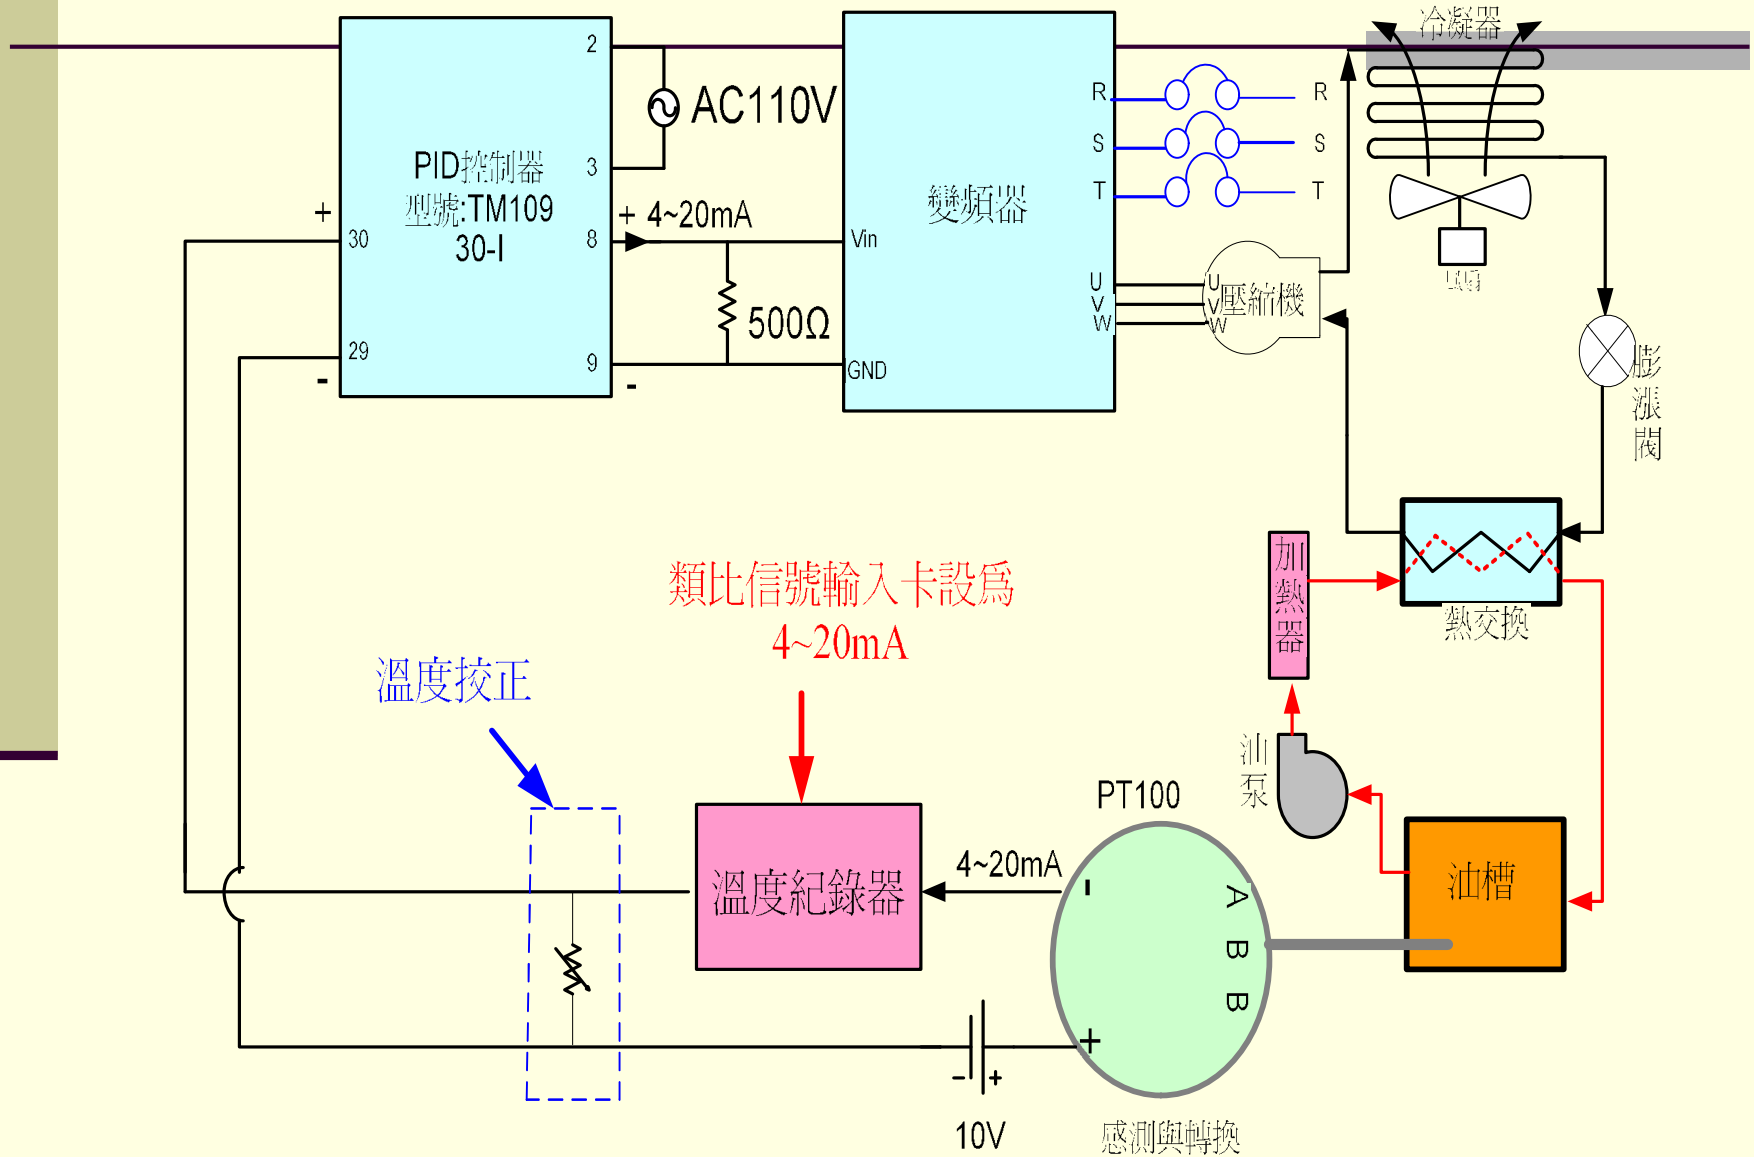 冷凝器
2
AC110V
3
PID控制器
型號:TM109
30-I
+
30
+ 4~20mA
8
29
-
9
-
500Ω
變頻器
Vin
GND
R
S
T
R
S
T
U
V
W
U
V
W
壓縮機
膨
漲
閥
熱交換
加
熱
器
類比信號輸入卡設爲
4~20mA
溫度挍正
油
泵
PT100
油槽
4~20mA
溫度紀錄器
-
A
B
B
+
- +
10V
感測與轉換